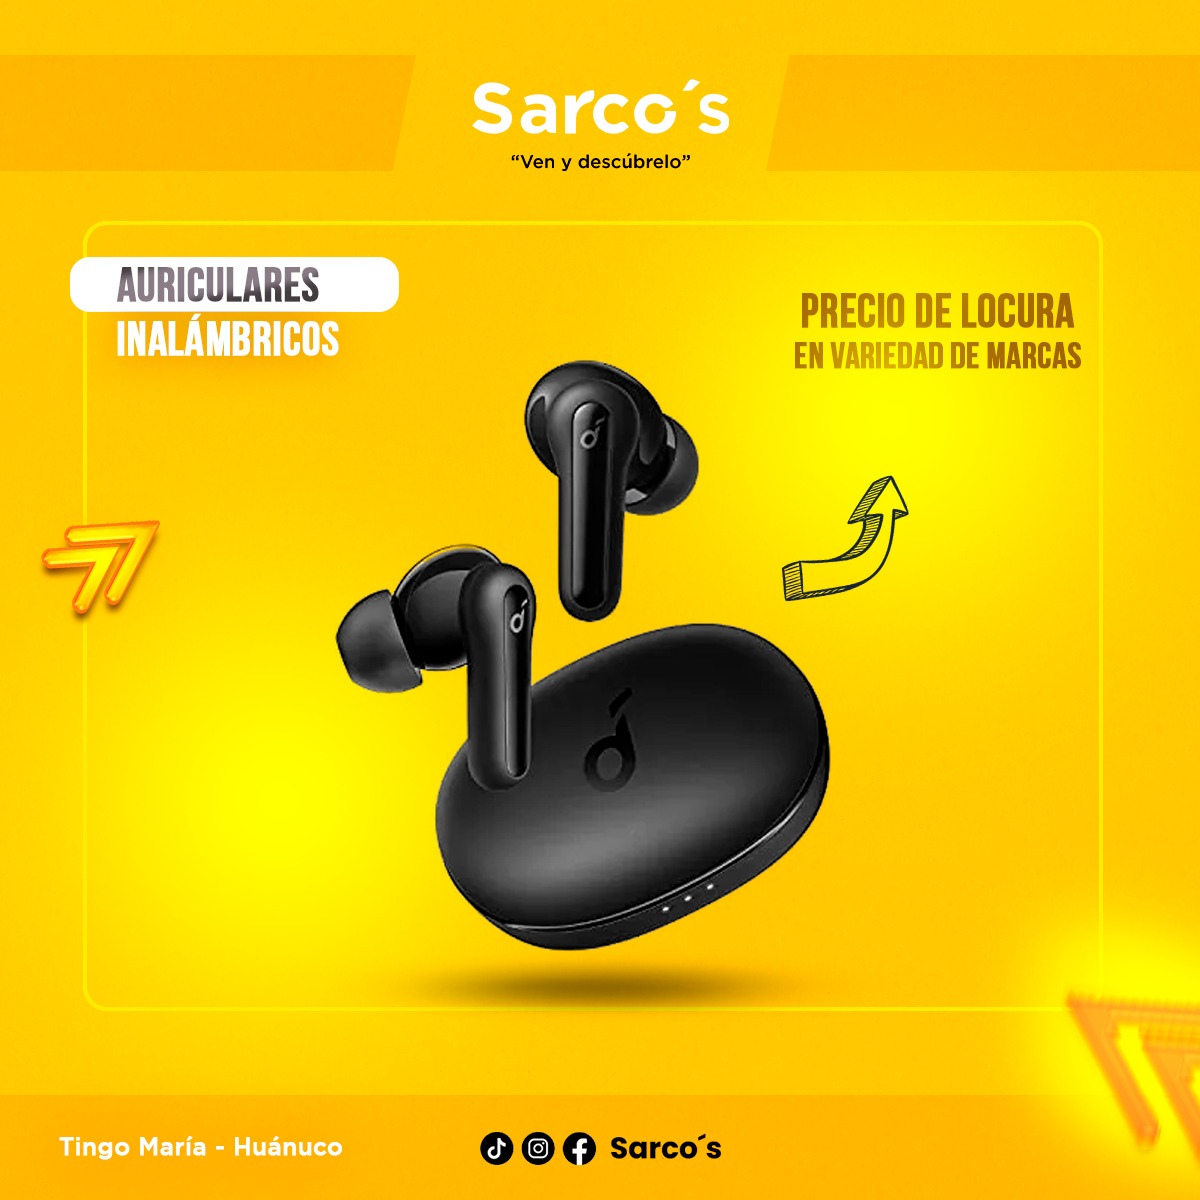 Sarco´s
“Ven y descúbrelo”
AURICULARES
INALÁMBRICOS
PRECIO DE LOCURA
EN VARIEDAD DE MARCAS
Tingo María - Huánuco
Sarco´s